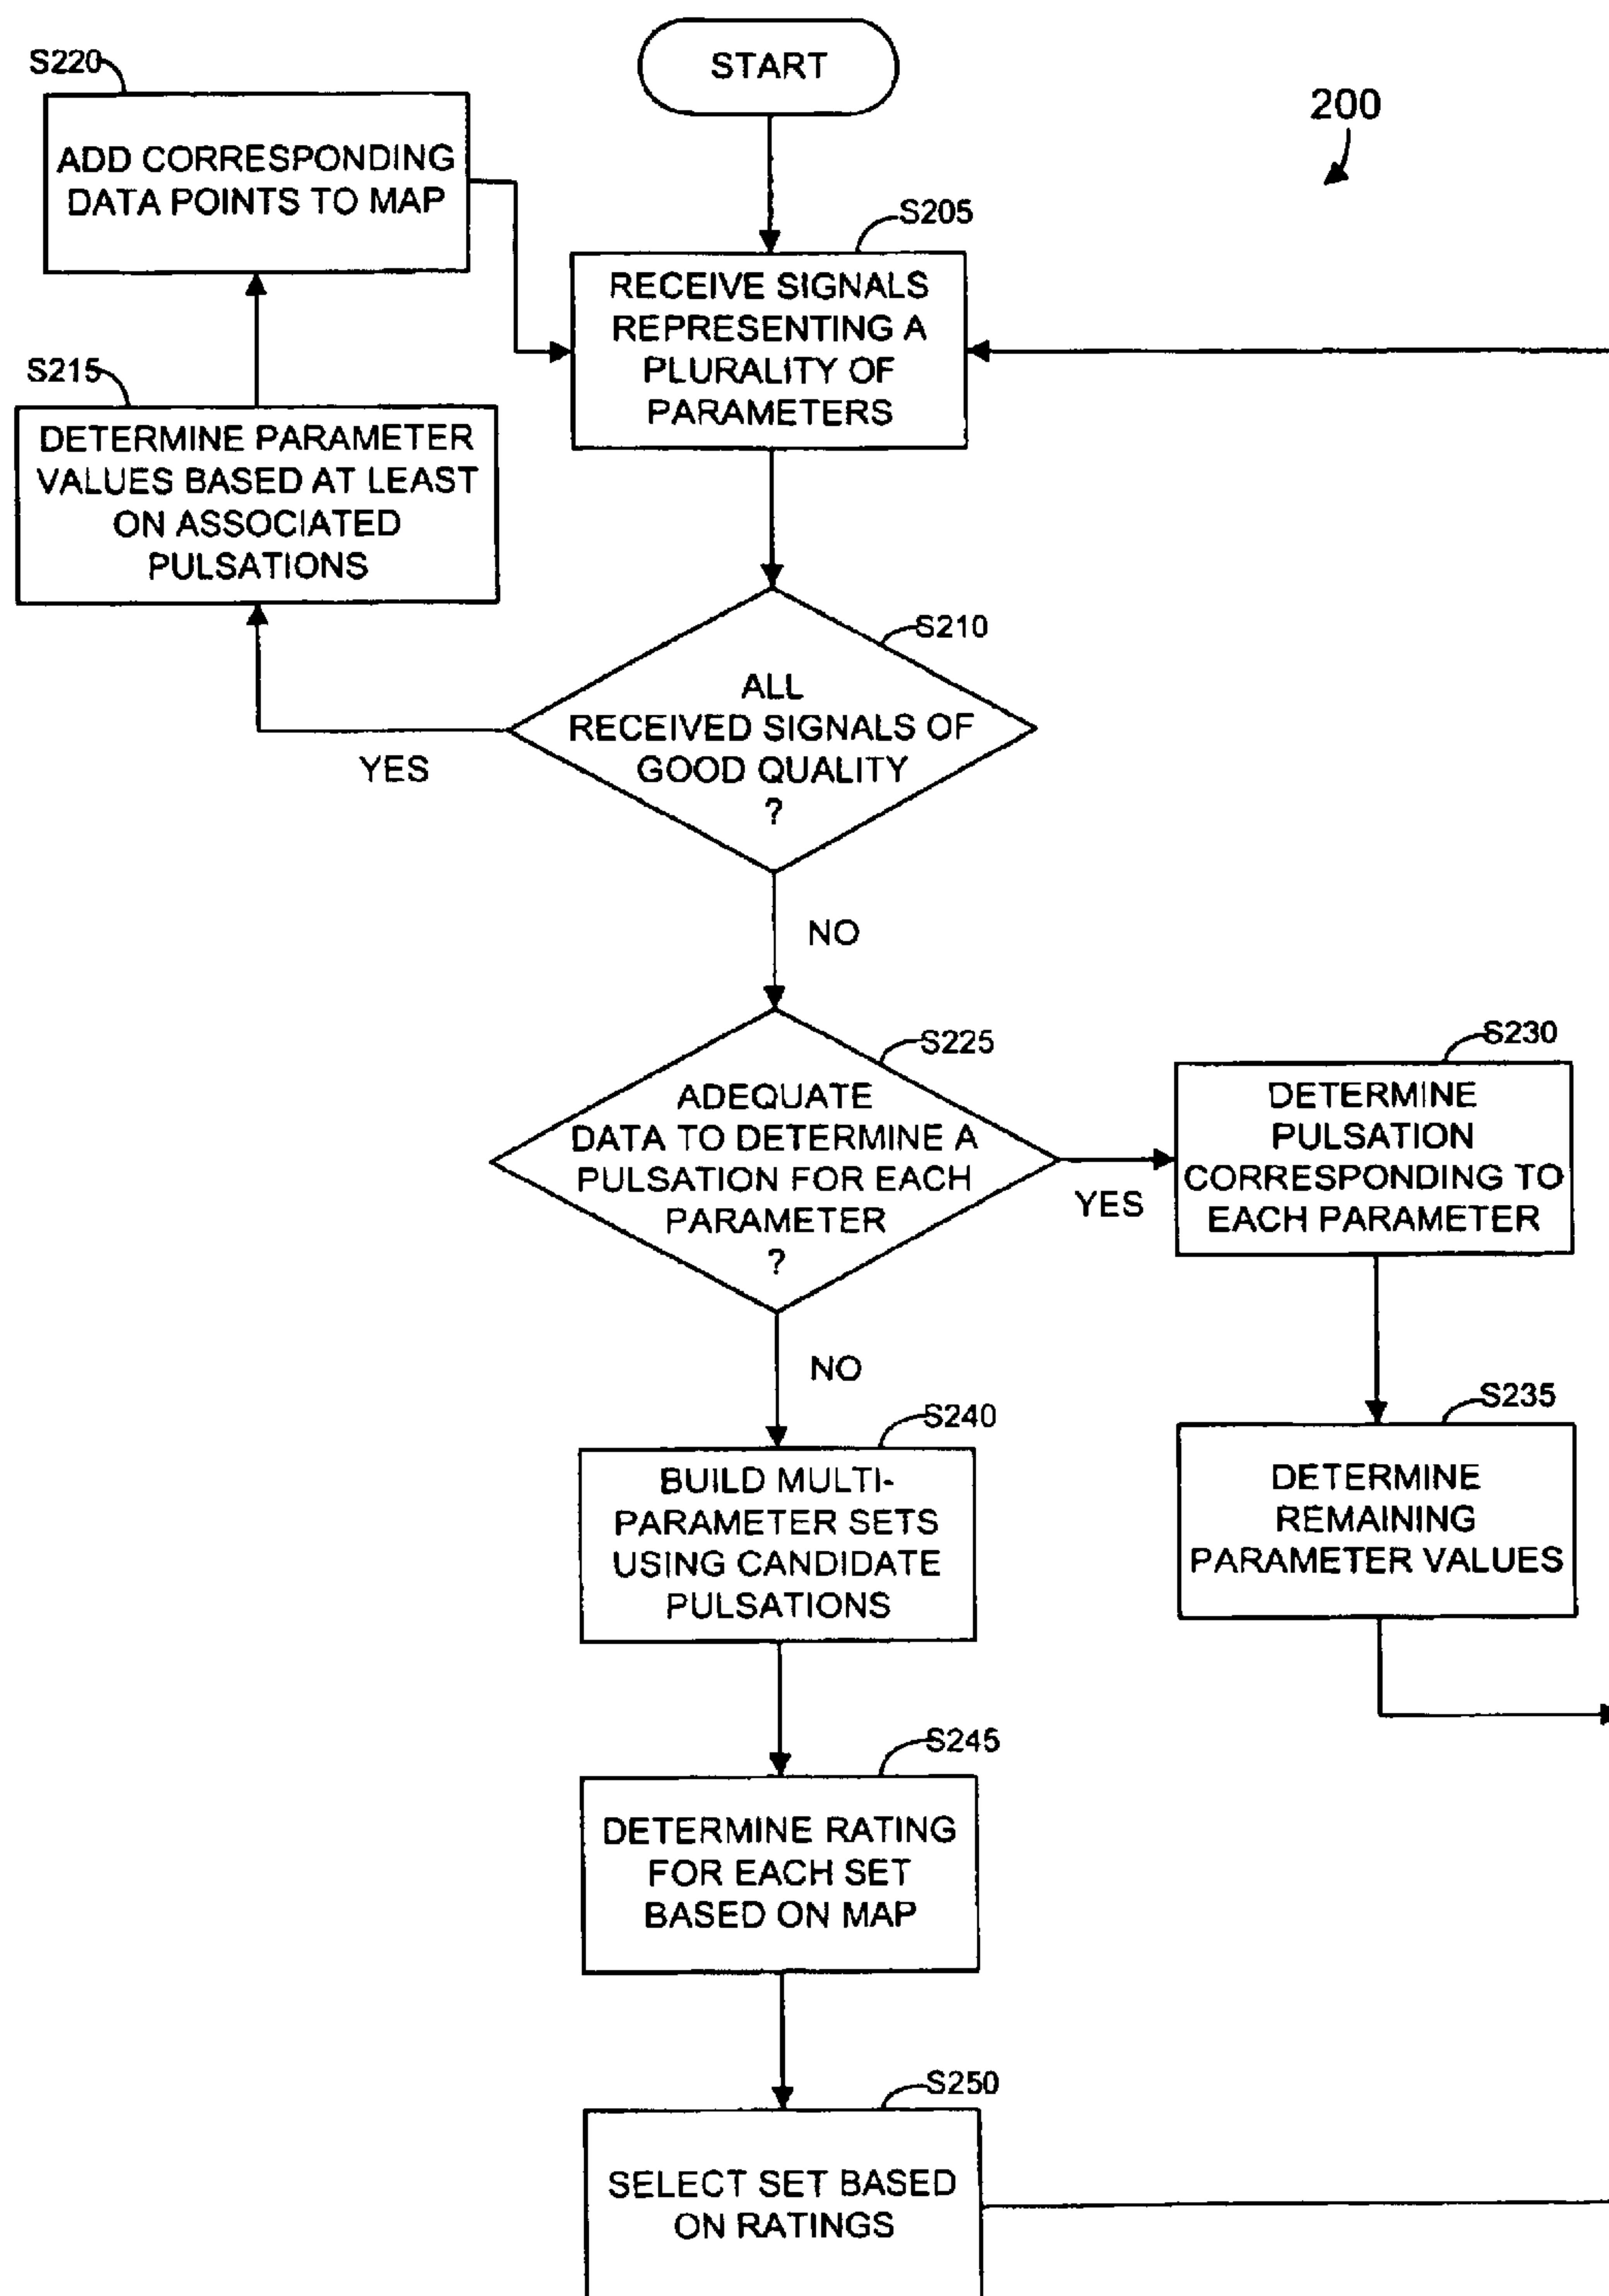 START
200
S220
ADD CORRESPONDING
DATA POINTS TO MAP
S205
RECEIVE SIGNALS
REPRESENTING A
PLURALITY OF
PARAMETERS
S215
DETERMINE PARAMETER
VALUES BASED AT LEAST
ON ASSOCIATED
PULSATIONS
S210
ALL
RECEIVED SIGNALS OF
GOOD QUALITY
?
YES
NO
S225
ADEQUATE
DATA TO DETERMINE A
PULSATION FOR EACH
PARAMETER
?
YES
S230
DETERMINE
PULSATION
CORRESPONDING TO
EACH PARAMETER
NO
S235
DETERMINE
REMAINING
PARAMETER VALUES
S240
BUILD MULTI-
PARAMETER SETS
USING CANDIDATE
PULSATIONS
S245
DETERMINE RATING
FOR EACH SET
BASED ON MAP
S250
SELECT SET BASED
ON RATINGS